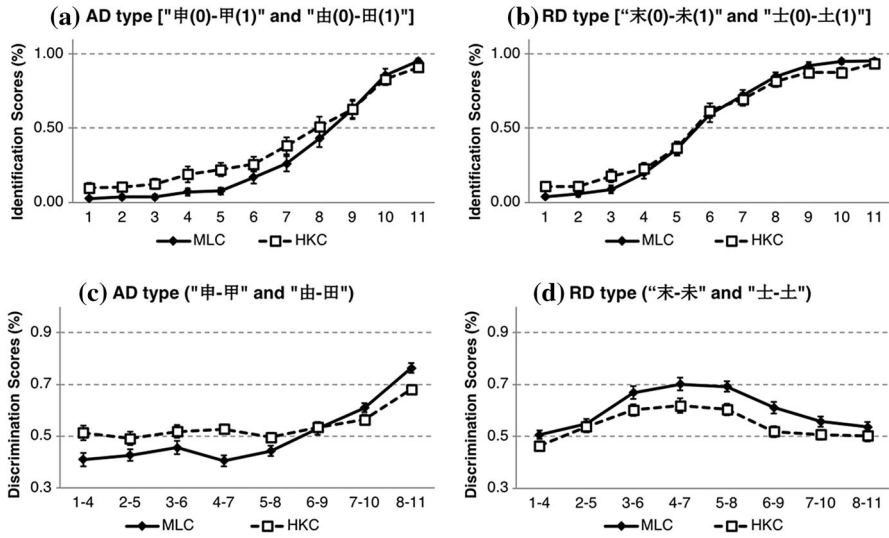 (a) AD type ["申(0)-甲(1)" and "由(0)-田(1)"]
Identification Scores (%)
1.00
0.50
0.00
1 2 3 4 5 6 7 8 9 10 11
MLC HKC
(b) RD type [“末(0)-未(1)" and "士(0)-土(1)"]
Identification Scores (%)
1.00
0.50
0.00
1 2 3 4 5 6 7 8 9 10 11
MLC HKC
(c) AD type ("申-甲" and "由-田")
Discrimination Scores (%)
0.9
0.7
0.5
0.3
1-4 2-5 3-6 4-7 5-8 6-9 7-10 8-11
MLC HKC
(d) RD type (“末-未" and "士-土")
Discrimination Scores (%)
0.9
0.7
0.5
0.3
1-4 2-5 3-6 4-7 5-8 6-9 7-10 8-11
MLC HKC